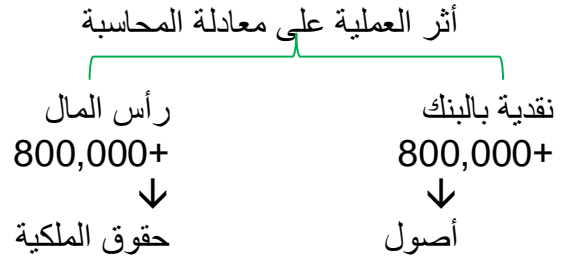 أثر العملية على معادلة المحاسبة
نقدية بالبنك رأس المال
800,000+ 800,000+
أصول حقوق الملكية